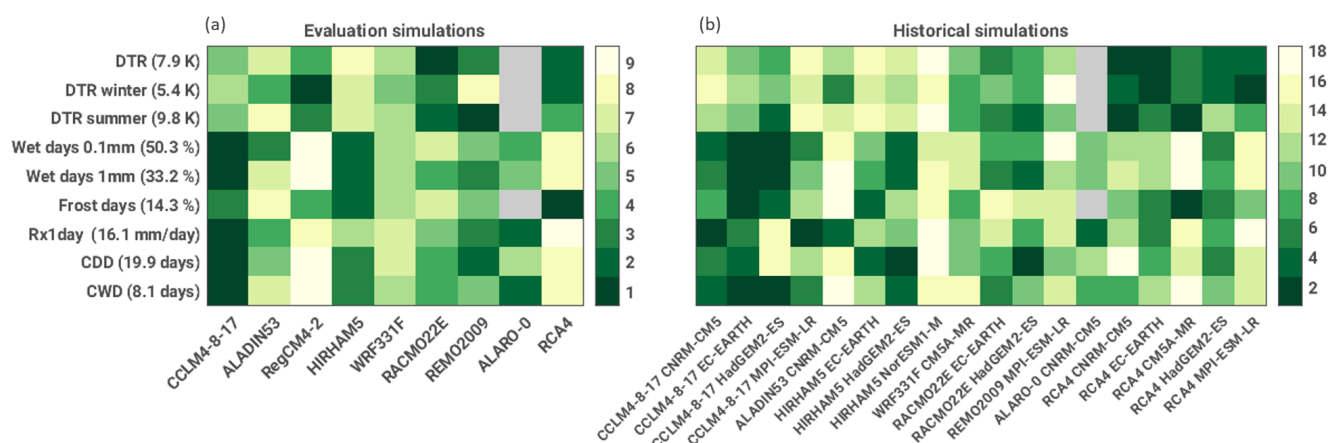 (a)
Evaluation simulations
(b)
Historical simulations
DTR (7.9 K)
DTR winter (5.4 K)
DTR summer (9.8 K)
Wet days 0.1mm (50.3 %)
Wet days 1mm (33.2 %)
Frost days (14.3 %)
Rx1day (16.1 mm/day)
CDD (19.9 days)
CWD (8.1 days)
9
8
7
6
5
4
3
2
1
18
16
14
12
10
8
6
4
2
CCLM4-8-17
ALADIN53
RegCM4-2
HIRHAM5
WRF331F
RACMO22E
REMO2009
ALARO-0
RCA4
CCLM4-8-17 CNRM-CM5
CCLM4-8-17 EC-EARTH
CCLM4-8-17 HadGEM2-ES
CCLM4-8-17 MPI-ESM-LR
ALADIN53 CNRM-CM5
HIRHAM5 EC-EARTH
HIRHAM5 HadGEM2-ES
HIRHAM5 NorESM1-M
WRF331F CM5A-MR
RACMO22E EC-EARTH
RACMO22E HadGEM2-ES
REMO2009 MPI-ESM-LR
ALARO-0 CNRM-CM5
RCA4 CNRM-CM5
RCA4 EC-EARTH
RCA4 CM5A-MR
RCA4 HadGEM2-ES
RCA4 MPI-ESM-LR